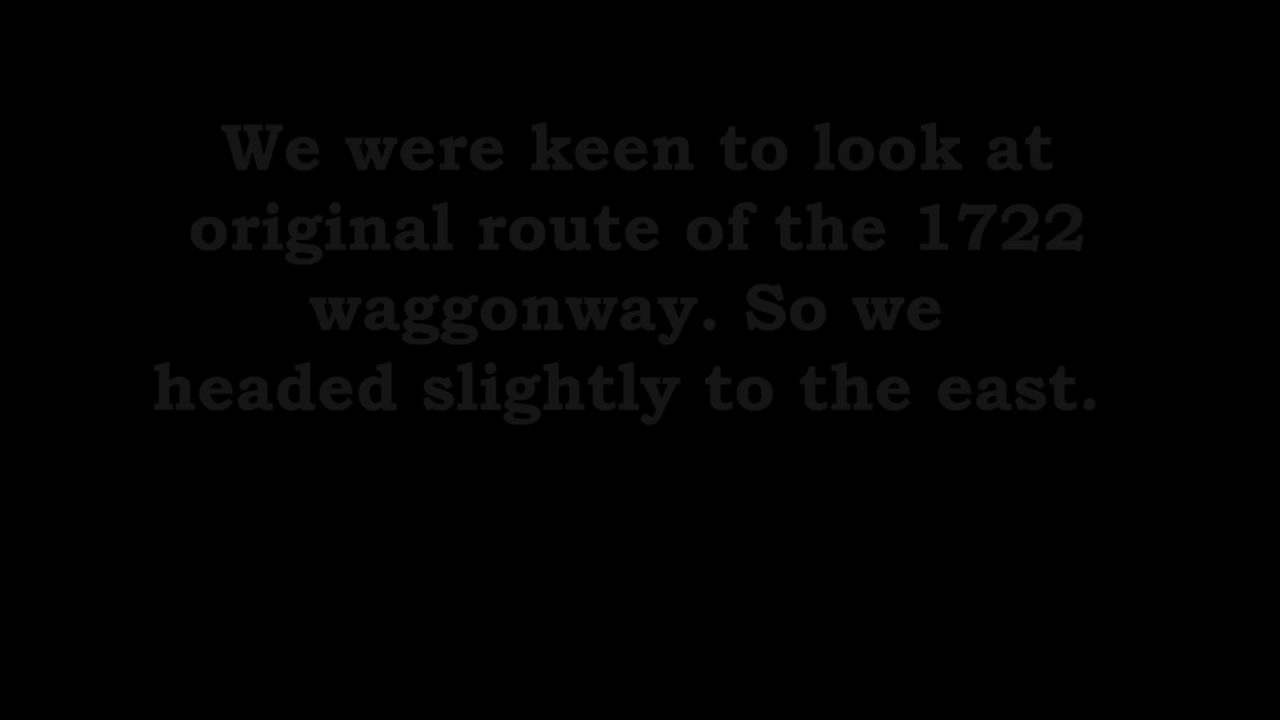 We were keen to look at
original route of the 1722
waggonway. So we
headed slightly to the east.